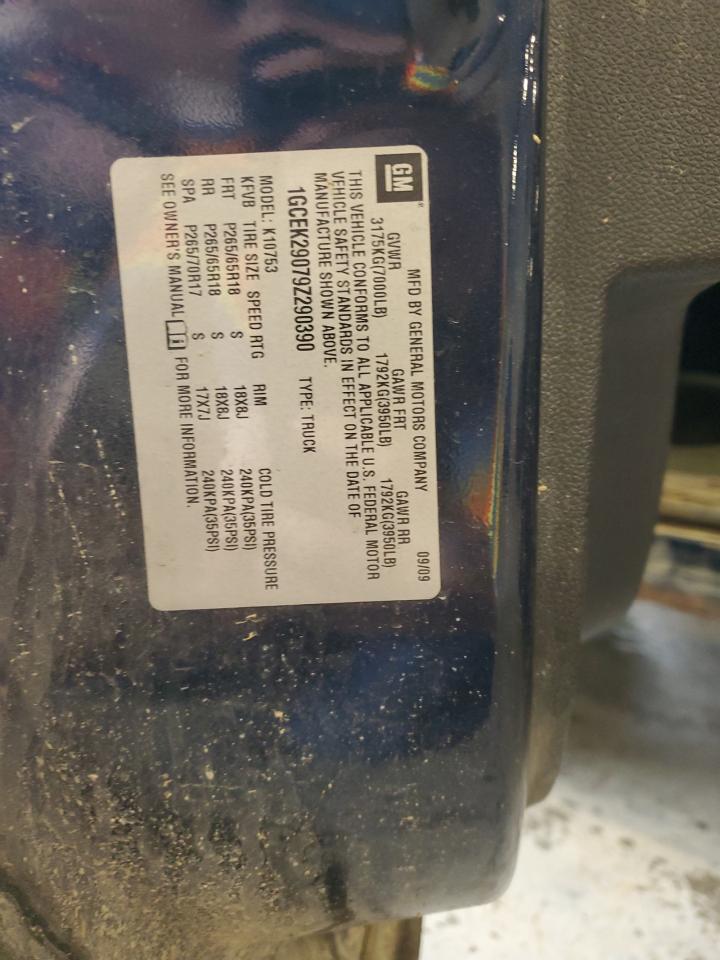 GM
MFD BY GENERAL MOTORS COMPANY 09/09
GVWR GAWR FRT GAWR RR
3175KG(7000LB) 1792KG(3950LB) 1792KG(3950LB)
THIS VEHICLE CONFORMS TO ALL APPLICABLE U.S. FEDERAL MOTOR
VEHICLE SAFETY STANDARDS IN EFFECT ON THE DATE OF
MANUFACTURE SHOWN ABOVE.
1GCEK29079Z290390 TYPE: TRUCK
MODEL: K10753
KFVB TIRE SIZE SPEED RTG RIM COLD TIRE PRESSURE
FRT P265/65R18 S 18X8J 240KPA(35PSI)
RR P265/65R18 S 18X8J 240KPA(35PSI)
SPA P265/70R17 S 17X7J 240KPA(35PSI)
SEE OWNER'S MANUAL FOR MORE INFORMATION.